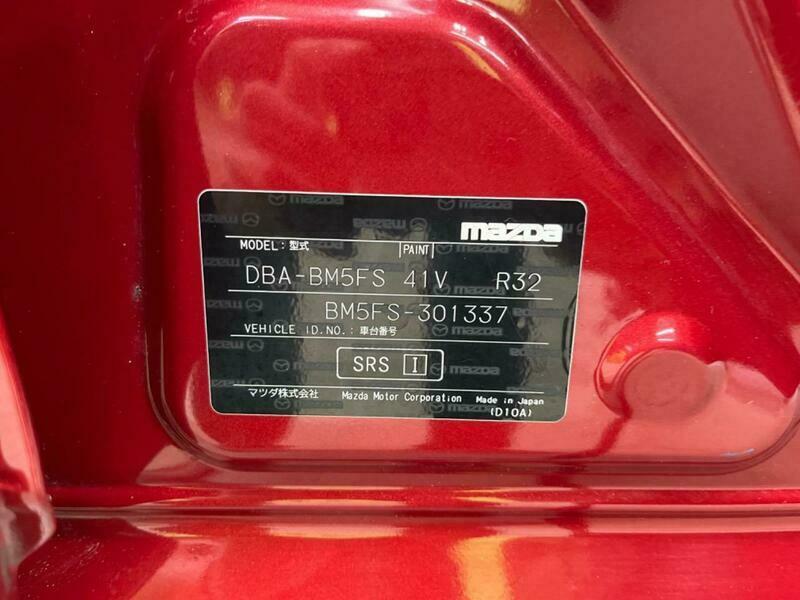 mazda
MODEL:型式 PAINT
DBA-BM5FS 41V R32
BM5FS-301337
VEHICLE ID.NO.:車台番号
SRS I
マツダ株式会社 Mazda Motor Corporation Made in Japan
(D10A)